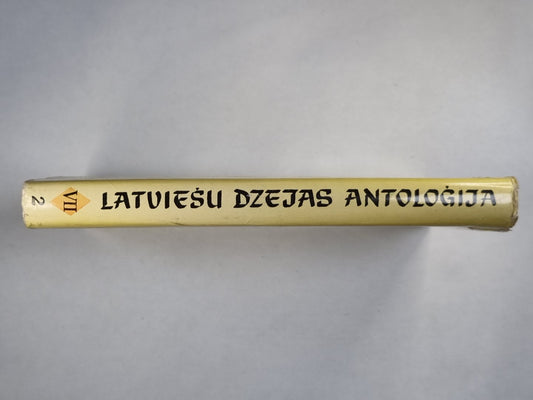 LATVIEŠU DZEJAS ANTOLOĢIJA
VII
2